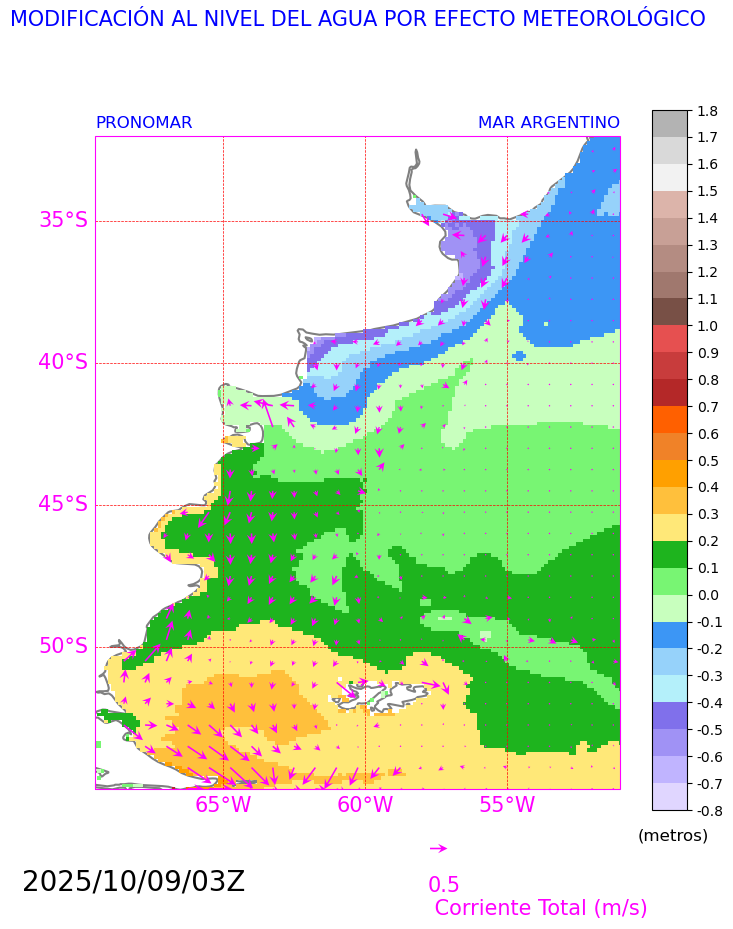 MODIFICACIÓN AL NIVEL DEL AGUA POR EFECTO METEOROLÓGICO
PRONOMAR MAR ARGENTINO
1.8
1.7
1.6
1.5
1.4
1.3
1.2
1.1
1.0
0.9
0.8
0.7
0.6
0.5
0.4
0.3
0.2
0.1
0.0
-0.1
-0.2
-0.3
-0.4
-0.5
-0.6
-0.7
-0.8
(metros)
35°S
40°S
45°S
50°S
65°W 60°W 55°W
2025/10/09/03Z
0.5
Corriente Total (m/s)